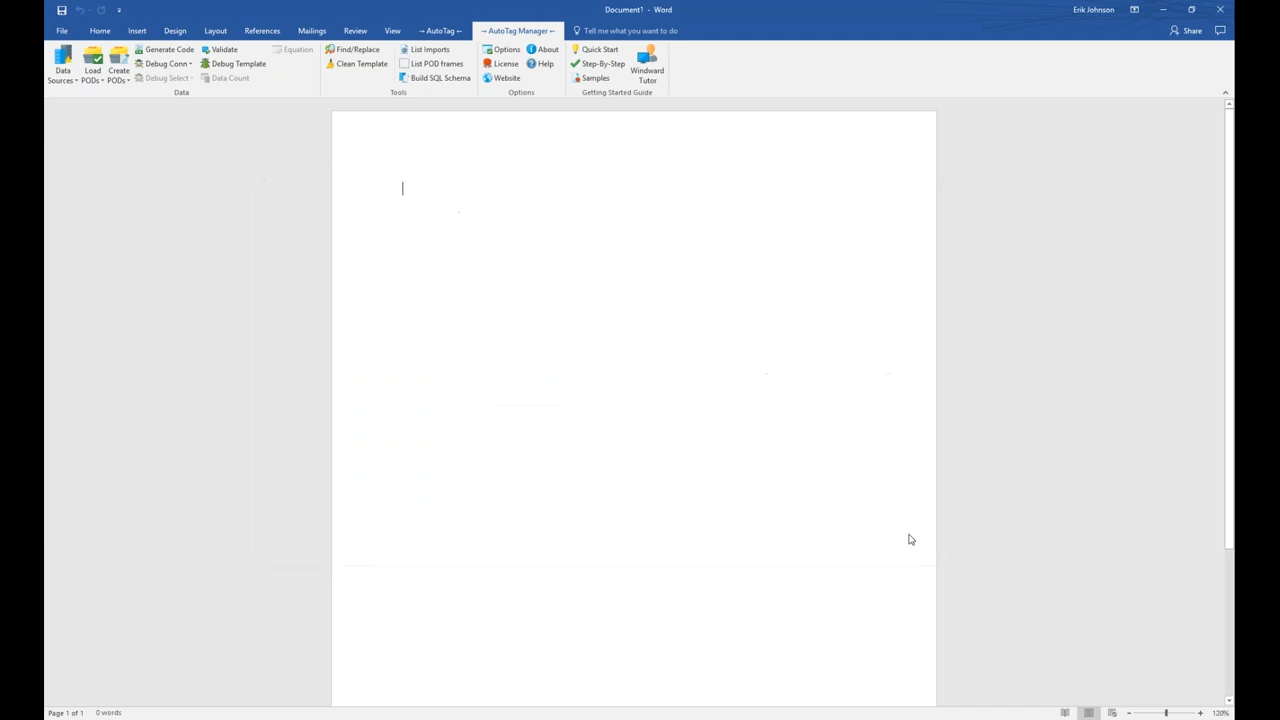 Document1 - Word
Erik Johnson
File Home Insert Design Layout References Mailings Review View → AutoTag ← → AutoTag Manager ← Tell me what you want to do Share
Data Sources
Load PODs
Create PODs
Generate Code
Debug Conn
Debug Select
Validate
Debug Template
Data Count
Equation
Data
Find/Replace
Clean Template
List Imports
List POD frames
Build SQL Schema
Tools
Options
License
Website
About
Help
Options
Quick Start
Step-By-Step
Samples
Windward Tutor
Getting Started Guide
Page 1 of 1 0 words 120%